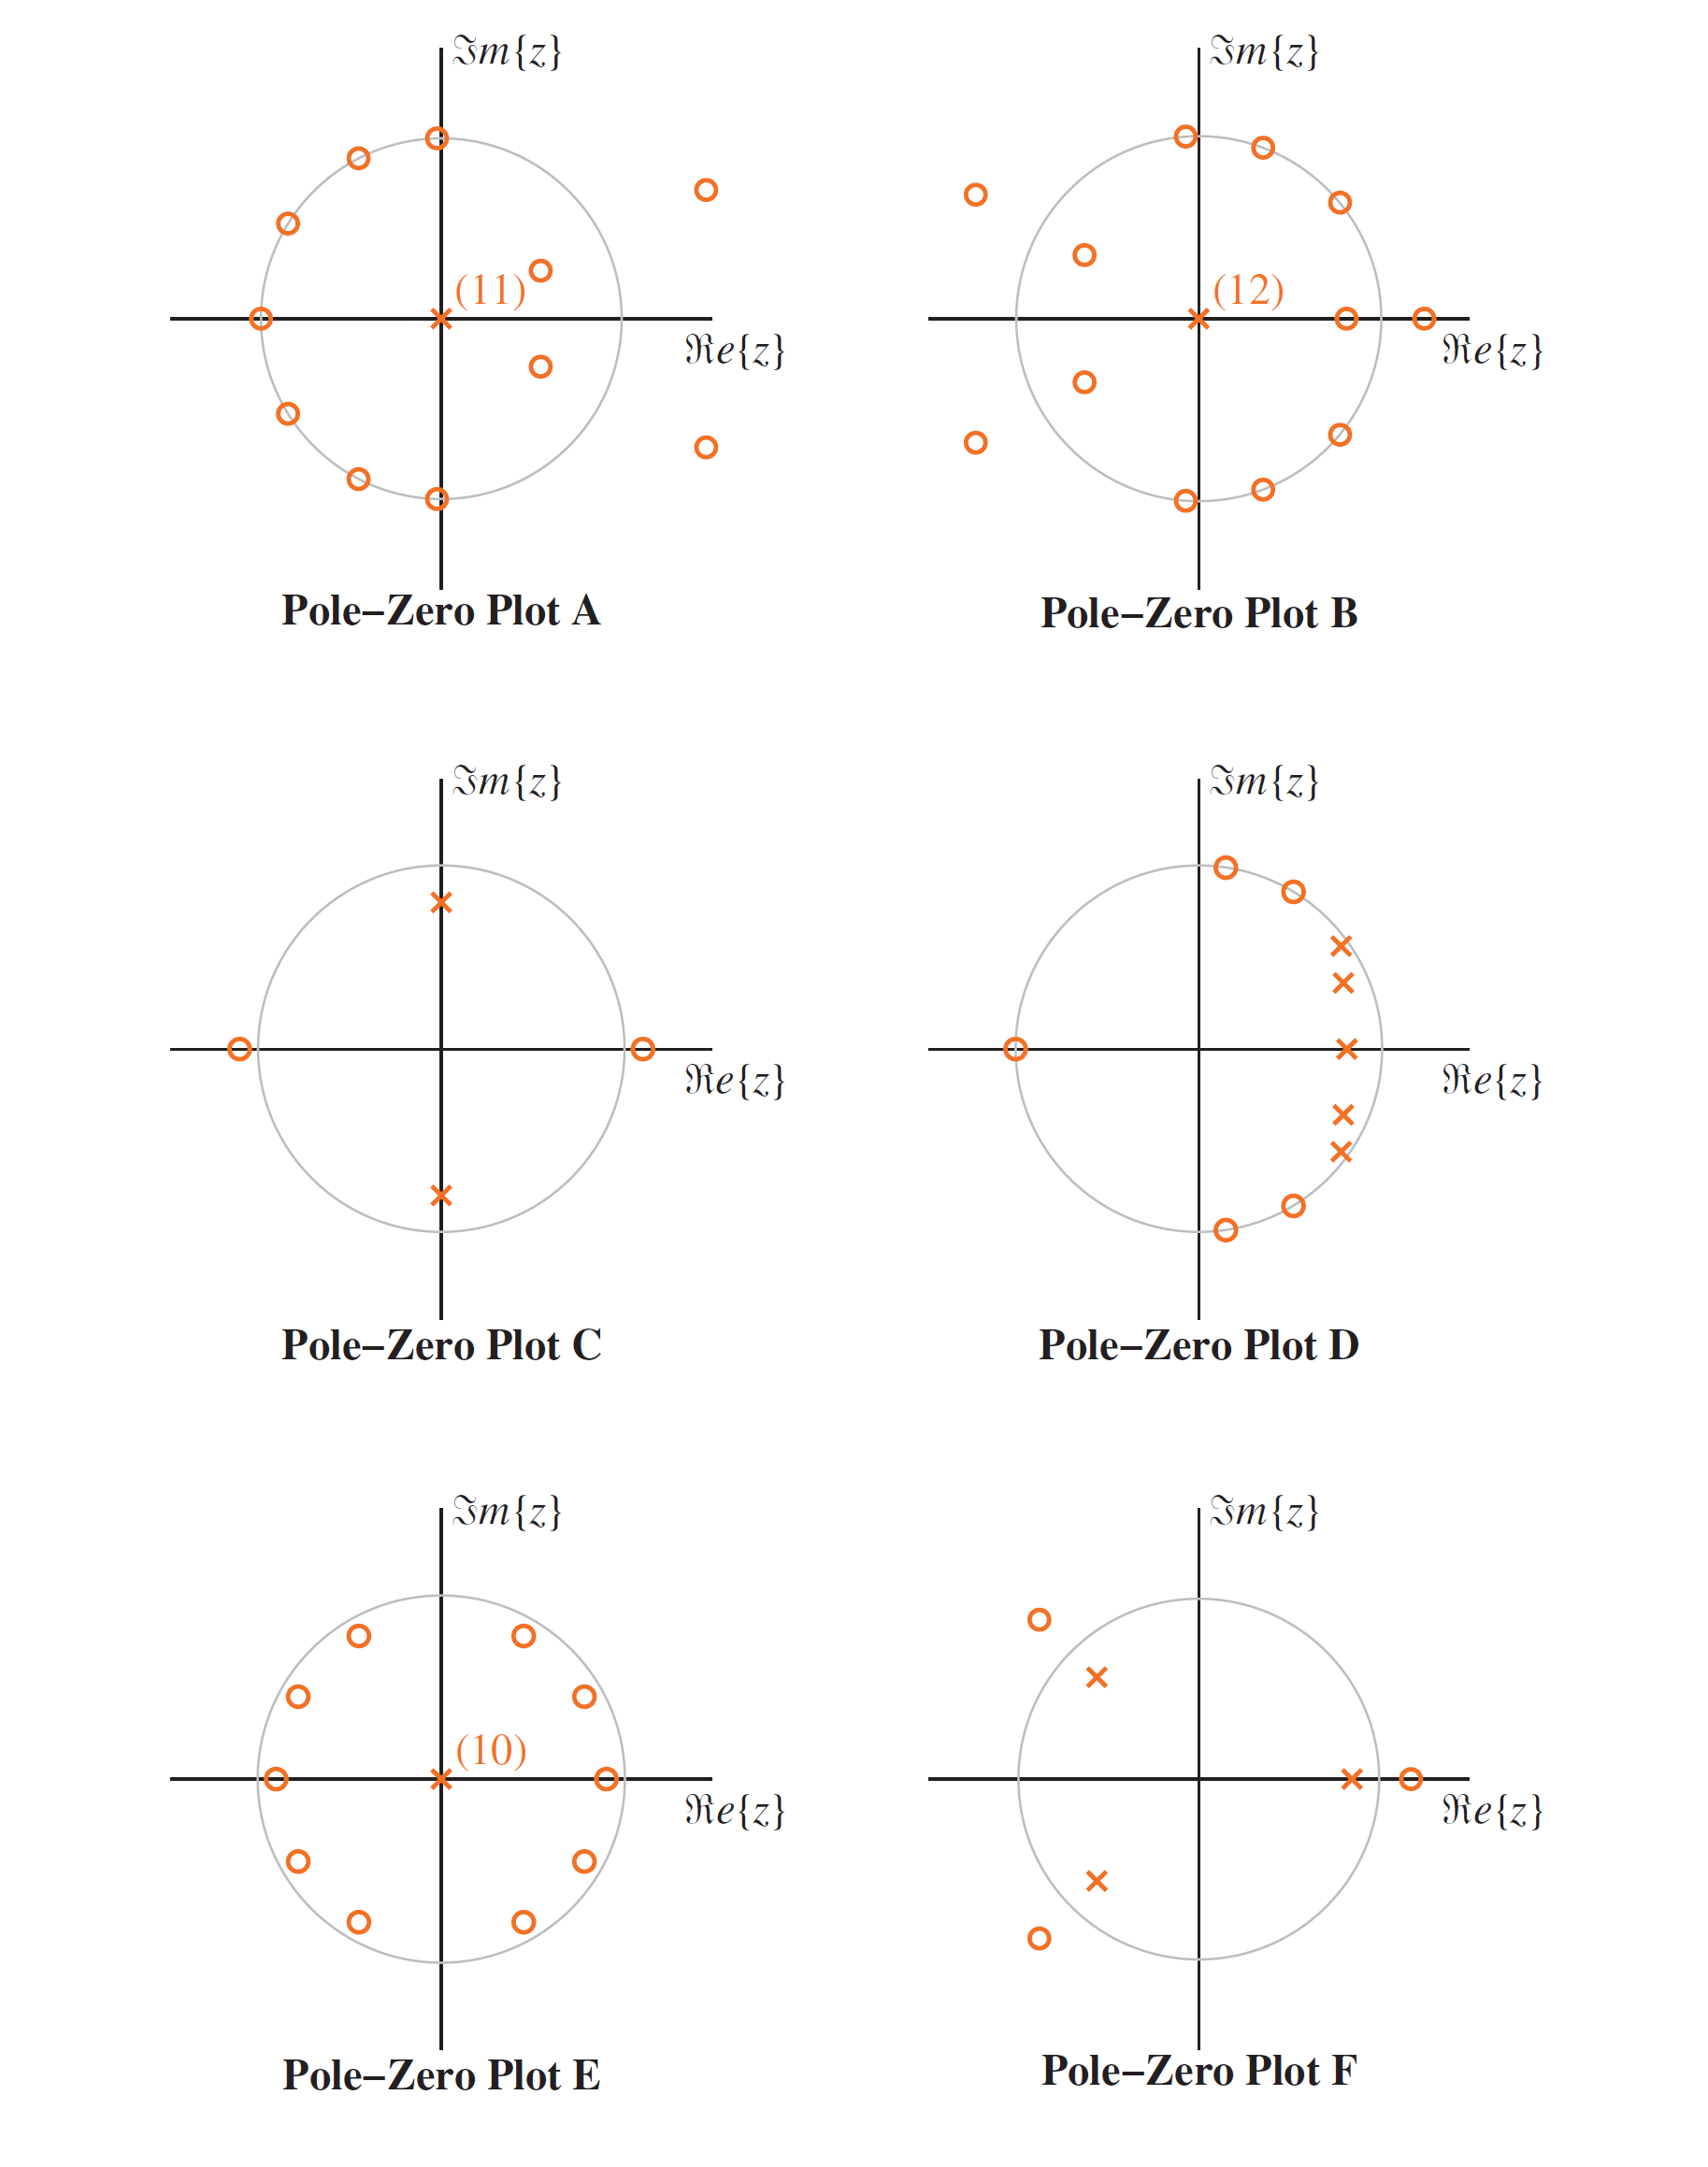 ℑm{z}
ℑm{z}
(11)
(12)
ℜe{z}
ℜe{z}
Pole–Zero Plot A
Pole–Zero Plot B
ℑm{z}
ℑm{z}
ℜe{z}
ℜe{z}
Pole–Zero Plot C
Pole–Zero Plot D
ℑm{z}
ℑm{z}
(10)
ℜe{z}
ℜe{z}
Pole–Zero Plot E
Pole–Zero Plot F